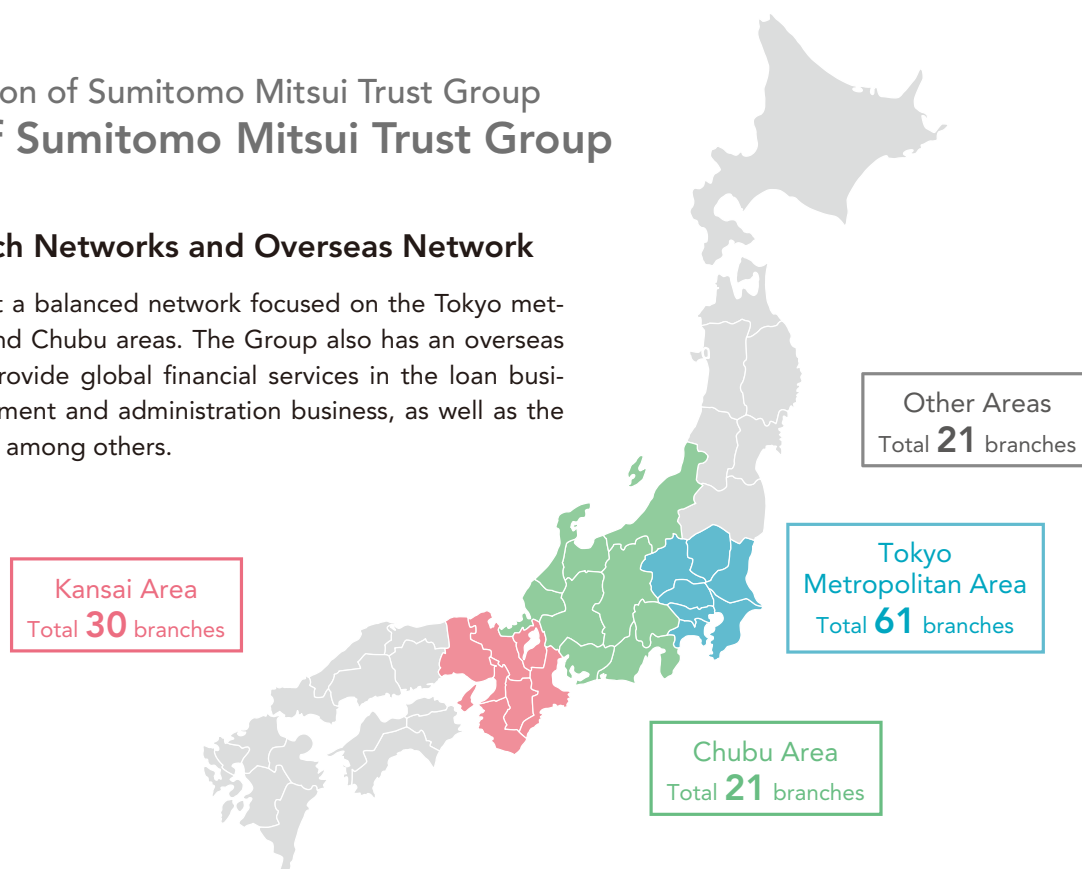 on of Sumitomo Mitsui Trust Group
f Sumitomo Mitsui Trust Group
ch Networks and Overseas Network
t a balanced network focused on the Tokyo met-
nd Chubu areas. The Group also has an overseas
rovide global financial services in the loan busi-
ment and administration business, as well as the
among others.
Other Areas
Total 21 branches
Tokyo
Metropolitan Area
Total 61 branches
Kansai Area
Total 30 branches
Chubu Area
Total 21 branches